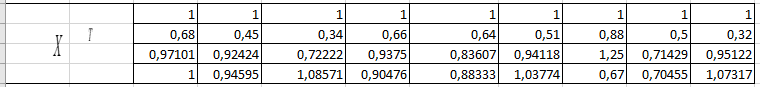 1 1 1 1 1 1 1 1 1
0,68 0,45 0,34 0,66 0,64 0,51 0,88 0,5 0,32
X T 0,97101 0,92424 0,72222 0,9375 0,83607 0,94118 1,25 0,71429 0,95122
1 0,94595 1,08571 0,90476 0,88333 1,03774 0,67 0,70455 1,07317